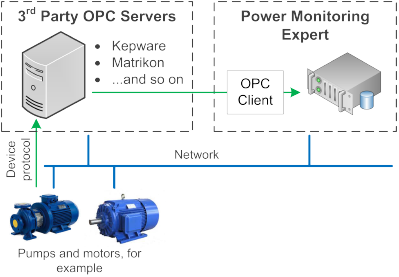 3rd Party OPC Servers
• Kepware
• Matrikon
• ...and so on
Power Monitoring
Expert
OPC
Client
Device
protocol
Network
Pumps and motors, for
example